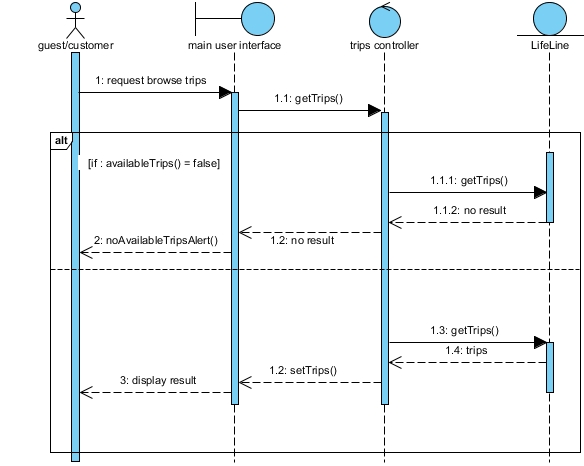 guest/customer
main user interface
trips controller
LifeLine
1: request browse trips
1.1: getTrips()
alt
[if : availableTrips() = false]
1.1.1: getTrips()
1.1.2: no result
1.2: no result
2: noAvailableTripsAlert()
1.3: getTrips()
1.4: trips
1.2: setTrips()
3: display result